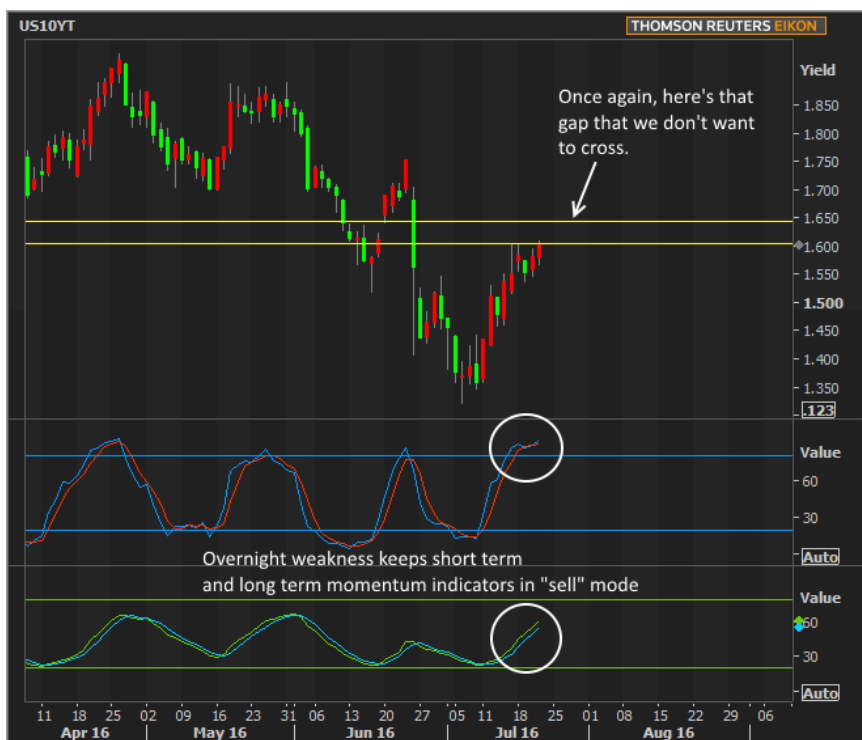 US10YT
THOMSON REUTERS EIKON
Yield
Once again, here's that
gap that we don't want
to cross.
1.850
1.800
1.750
1.700
1.650
1.600
1.550
1.500
1.450
1.400
1.350
.123
Value
60
30
Auto
Overnight weakness keeps short term
and long term momentum indicators in "sell" mode
Value
60
30
Auto
11 18 25 02 09 16 23 31 06 13 20 27 05 11 18 25 01 08 15 22 29 06
Apr 16 May 16 Jun 16 Jul 16 Aug 16